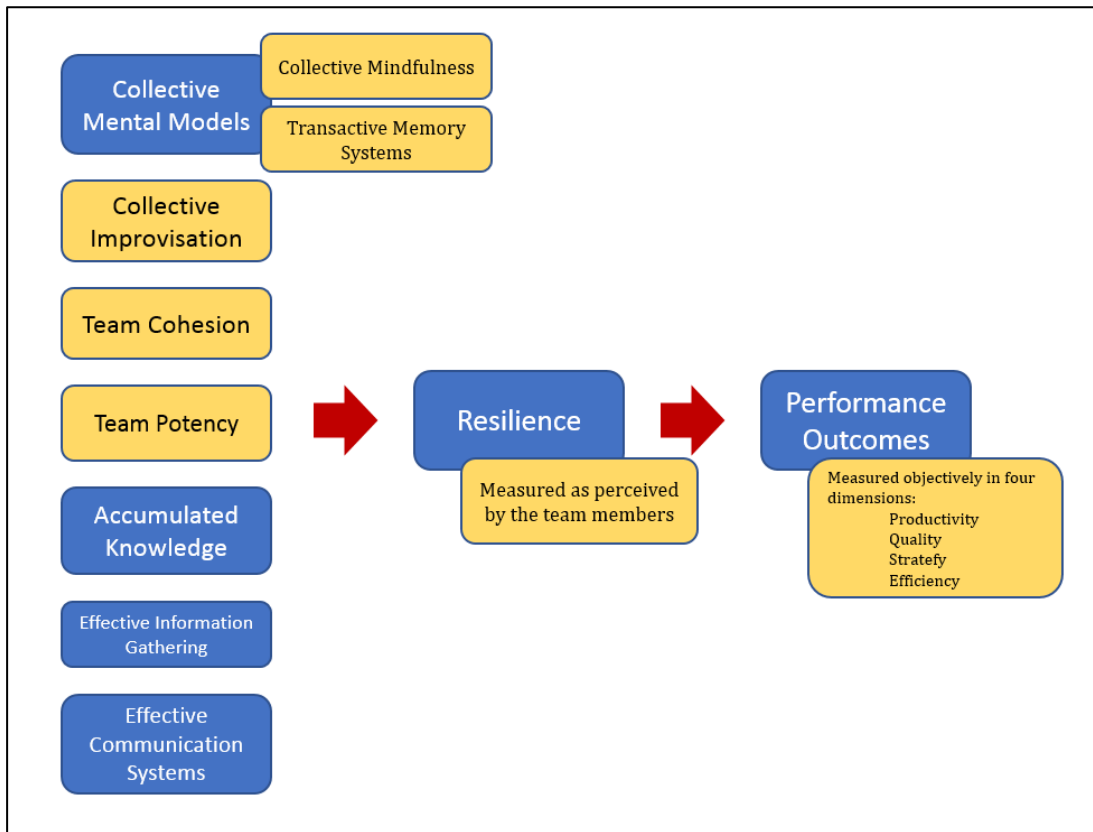 Collective
Mental Models
Collective Mindfulness
Transactive Memory
Systems
Collective
Improvisation
Team Cohesion
Team Potency
Accumulated
Knowledge
Effective Information
Gathering
Effective
Communication
Systems
Resilience
Measured as perceived
by the team members
Performance
Outcomes
Measured objectively in four
dimensions:
Productivity
Quality
Stratefy
Efficiency